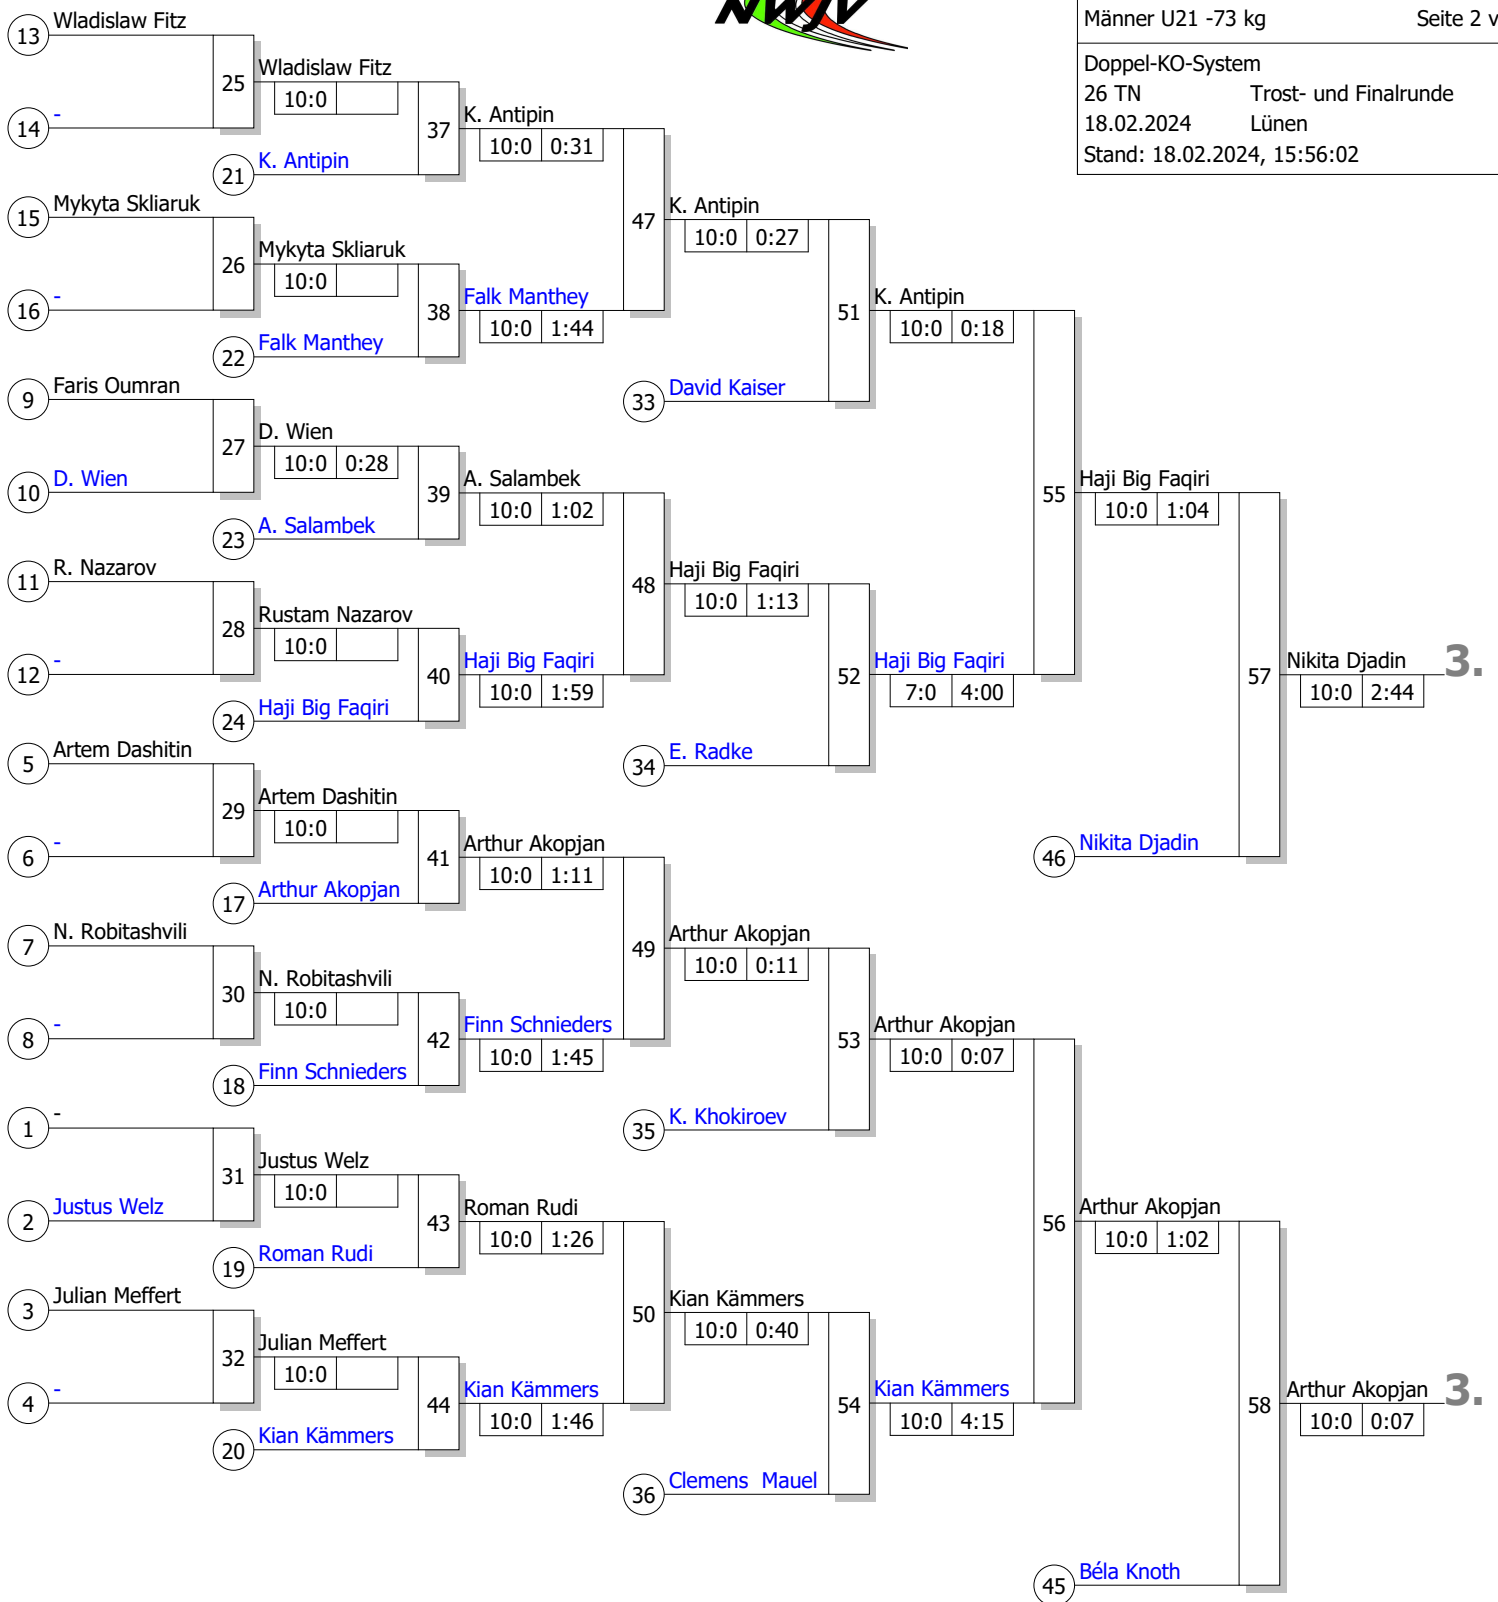 NWJV
Männer U21 -73 kg Seite 2 v
Doppel-KO-System
26 TN Trost- und Finalrunde
18.02.2024 Lünen
Stand: 18.02.2024, 15:56:02
13 Wladislaw Fitz
25 Wladislaw Fitz
10:0
14 -
37 K. Antipin
10:0 0:31
21 K. Antipin
15 Mykyta Skliaruk
47 K. Antipin
10:0 0:27
26 Mykyta Skliaruk
10:0
16 -
38 Falk Manthey
10:0 1:44
22 Falk Manthey
51 K. Antipin
10:0 0:18
9 Faris Oumran
33 David Kaiser
27 D. Wien
10:0 0:28
10 D. Wien
39 A. Salambek
10:0 1:02
23 A. Salambek
55 Haji Big Faqiri
10:0 1:04
11 R. Nazarov
48 Haji Big Faqiri
10:0 1:13
28 Rustam Nazarov
10:0
12 -
40 Haji Big Faqiri
10:0 1:59
24 Haji Big Faqiri
52 Haji Big Faqiri
7:0 4:00
57 Nikita Djadin 3.
10:0 2:44
5 Artem Dashitin
34 E. Radke
29 Artem Dashitin
10:0
6 -
41 Arthur Akopjan
10:0 1:11
46 Nikita Djadin
17 Arthur Akopjan
7 N. Robitashvili
49 Arthur Akopjan
10:0 0:11
30 N. Robitashvili
10:0
8 -
42 Finn Schnieders
10:0 1:45
18 Finn Schnieders
53 Arthur Akopjan
10:0 0:07
1 -
35 K. Khokiroev
31 Justus Welz
10:0
2 Justus Welz
43 Roman Rudi
10:0 1:26
19 Roman Rudi
56 Arthur Akopjan
10:0 1:02
3 Julian Meffert
50 Kian Kämmers
10:0 0:40
32 Julian Meffert
10:0
4 -
44 Kian Kämmers
10:0 1:46
20 Kian Kämmers
54 Kian Kämmers
10:0 4:15
58 Arthur Akopjan 3.
10:0 0:07
36 Clemens Mauel
45 Béla Knoth